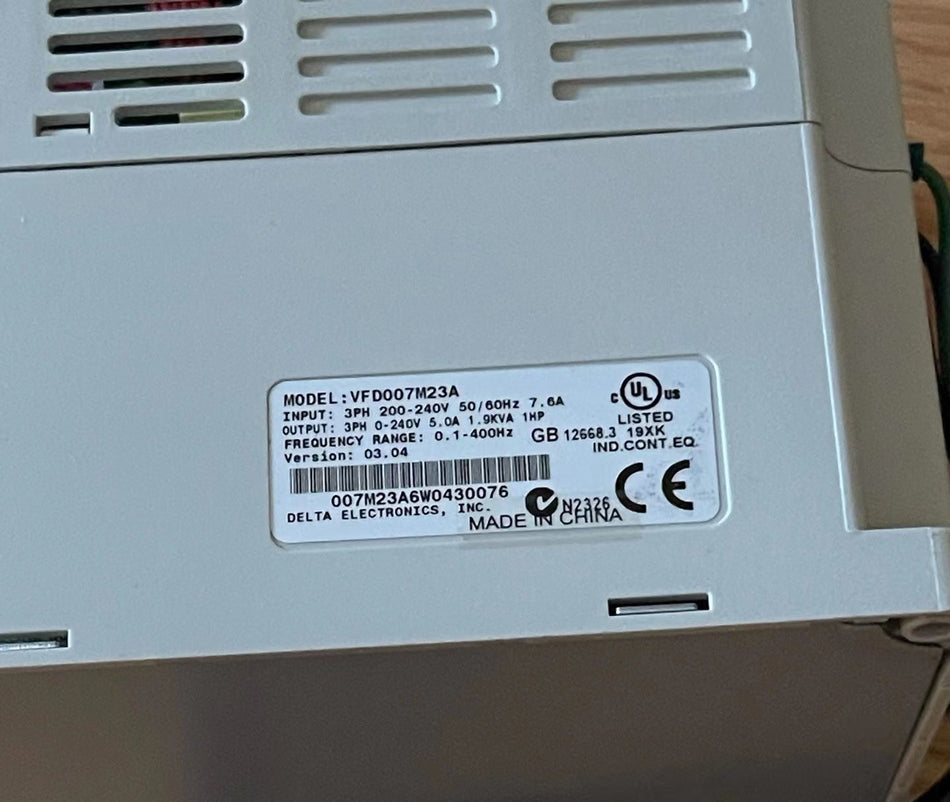 MODEL:VFD007M23A
INPUT: 3PH 200-240V 50/60Hz 7.6A
OUTPUT: 3PH 0-240V 5.0A 1.9KVA 1HP
FREQUENCY RANGE: 0.1-400Hz
Version: 03.04
007M23A6W0430076
DELTA ELECTRONICS, INC.
c UL us
LISTED
GB 12668.3 19XK
IND.CONT.EQ
N2326
CE
MADE IN CHINA